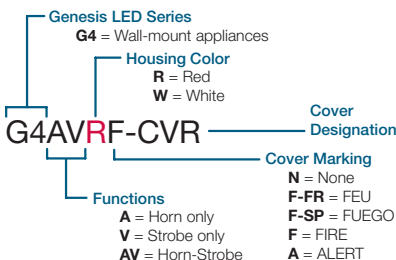 Genesis LED Series
G4 = Wall-mount appliances
Housing Color
R = Red
W = White
Cover
Designation
G4AVRF-CVR
Cover Marking
N = None
F-FR = FEU
F-SP = FUEGO
F = FIRE
A = ALERT
Functions
A = Horn only
V = Strobe only
AV = Horn-Strobe